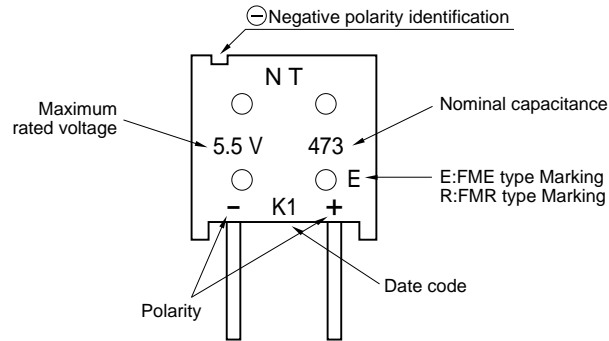 ⊖Negative polarity identification
N T
Maximum
rated voltage
Nominal capacitance
5.5 V
473
E
E:FME type Marking
R:FMR type Marking
− K1 +
Date code
Polarity